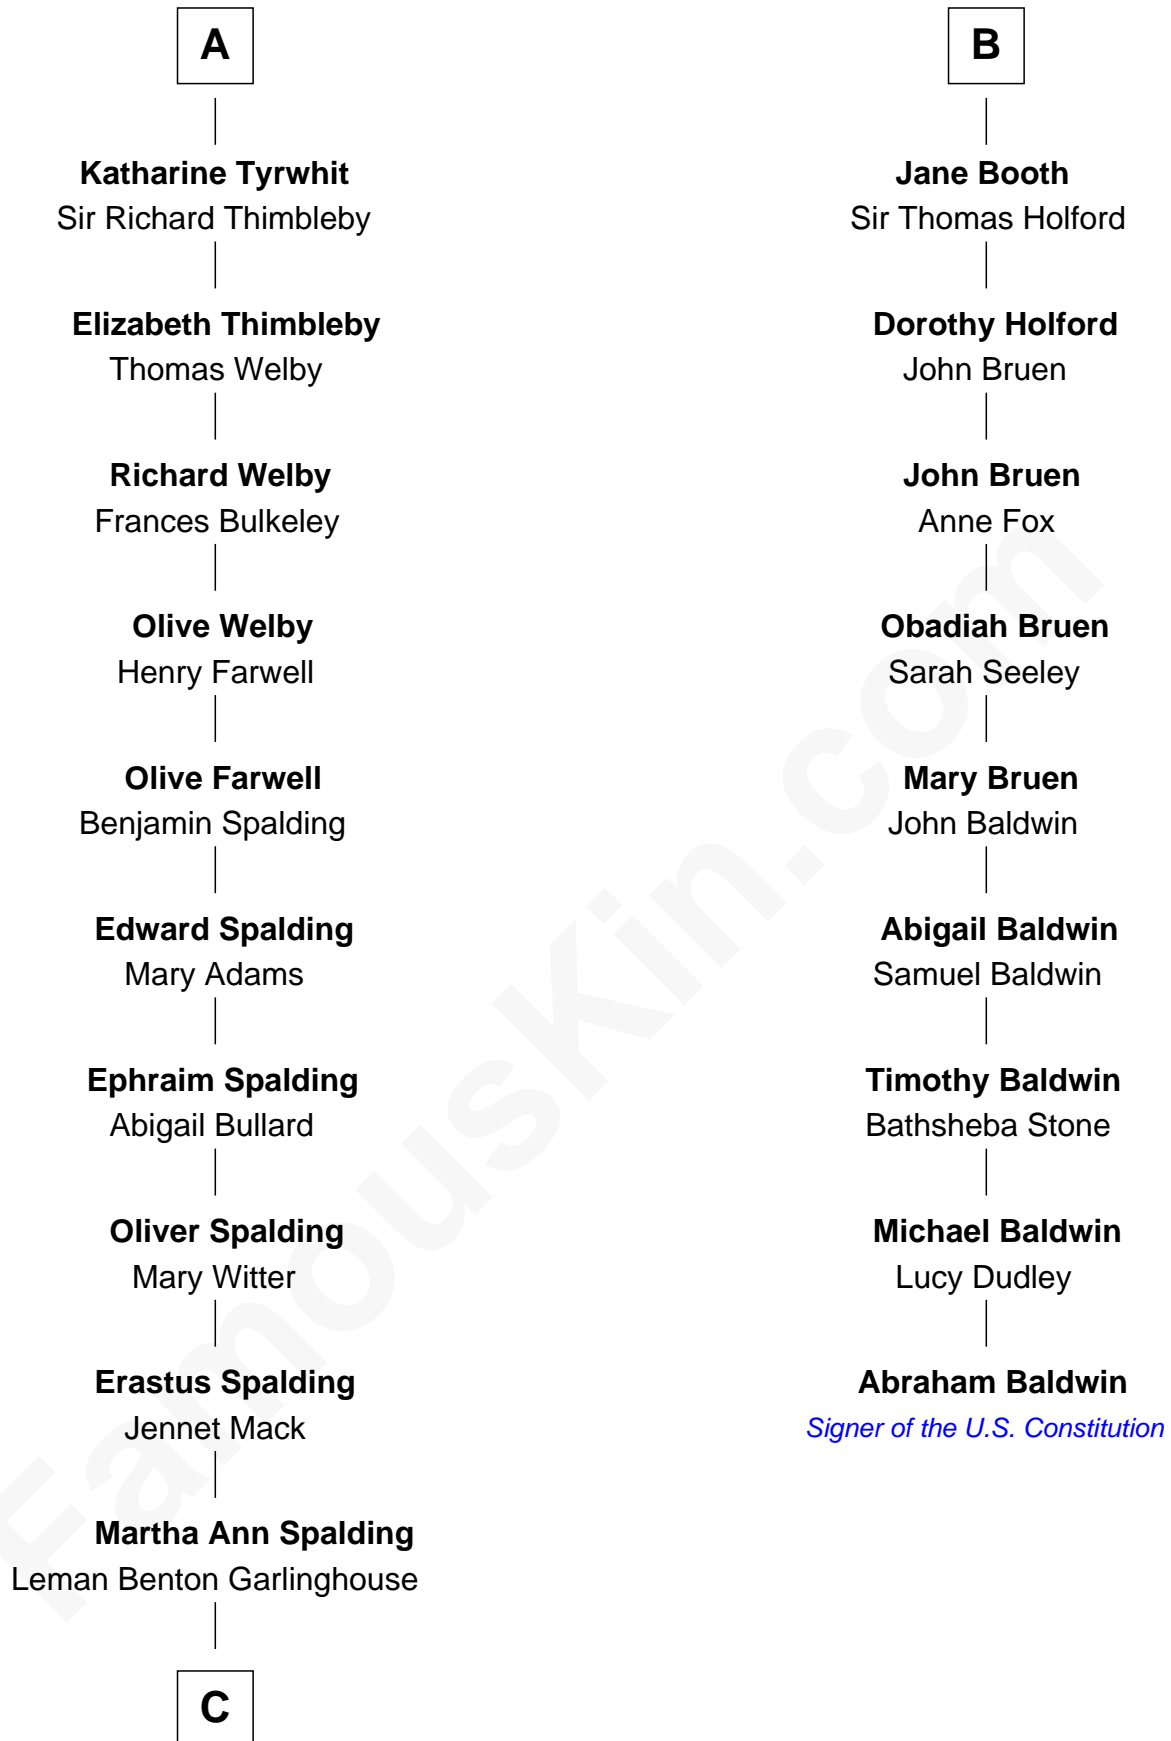 A
Katharine Tyrwhit
Sir Richard Thimbleby
Elizabeth Thimbleby
Thomas Welby
Richard Welby
Frances Bulkeley
Olive Welby
Henry Farwell
Olive Farwell
Benjamin Spalding
Edward Spalding
Mary Adams
Ephraim Spalding
Abigail Bullard
Oliver Spalding
Mary Witter
Erastus Spalding
Jennet Mack
Martha Ann Spalding
Leman Benton Garlinghouse
C
B
Jane Booth
Sir Thomas Holford
Dorothy Holford
John Bruen
John Bruen
Anne Fox
Obadiah Bruen
Sarah Seeley
Mary Bruen
John Baldwin
Abigail Baldwin
Samuel Baldwin
Timothy Baldwin
Bathsheba Stone
Michael Baldwin
Lucy Dudley
Abraham Baldwin
Signer of the U.S. Constitution
FamousKin.com